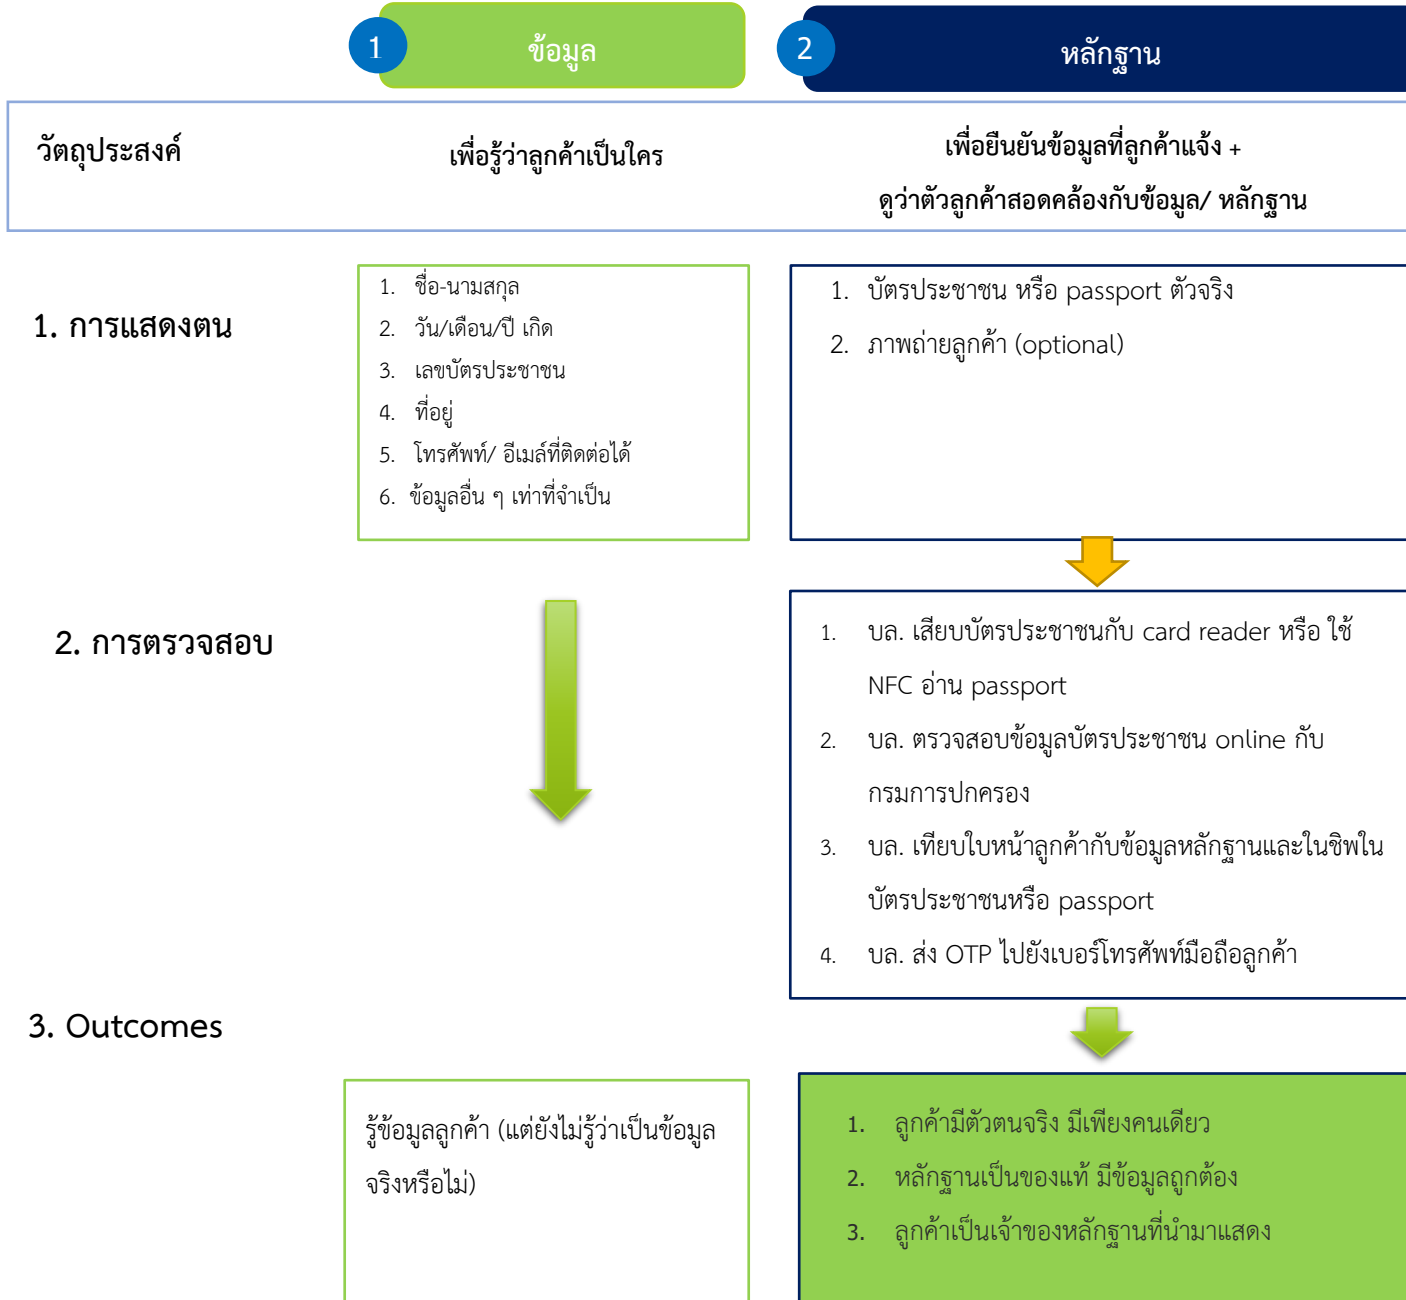 1
ข้อมูล
2
หลักฐาน
วัตถุประสงค์
เพื่อรู้ว่าลูกค้าเป็นใคร
เพื่อยืนยันข้อมูลที่ลูกค้าแจ้ง +
ดูว่าตัวลูกค้าสอดคล้องกับข้อมูล/ หลักฐาน
1. การแสดงตน
1. ชื่อ-นามสกุล
2. วัน/เดือน/ปี เกิด
3. เลขบัตรประชาชน
4. ที่อยู่
5. โทรศัพท์/ อีเมล์ที่ติดต่อได้
6. ข้อมูลอื่น ๆ เท่าที่จำเป็น
1. บัตรประชาชน หรือ passport ตัวจริง
2. ภาพถ่ายลูกค้า (optional)
2. การตรวจสอบ
1. บล. เสียบบัตรประชาชนกับ card reader หรือ ใช้
NFC อ่าน passport
2. บล. ตรวจสอบข้อมูลบัตรประชาชน online กับ
กรมการปกครอง
3. บล. เทียบใบหน้าลูกค้ากับข้อมูลหลักฐานและในชิพใน
บัตรประชาชนหรือ passport
4. บล. ส่ง OTP ไปยังเบอร์โทรศัพท์มือถือลูกค้า
3. Outcomes
รู้ข้อมูลลูกค้า (แต่ยังไม่รู้ว่าเป็นข้อมูล
จริงหรือไม่)
1. ลูกค้ามีตัวตนจริง มีเพียงคนเดียว
2. หลักฐานเป็นของแท้ มีข้อมูลถูกต้อง
3. ลูกค้าเป็นเจ้าของหลักฐานที่นำมาแสดง